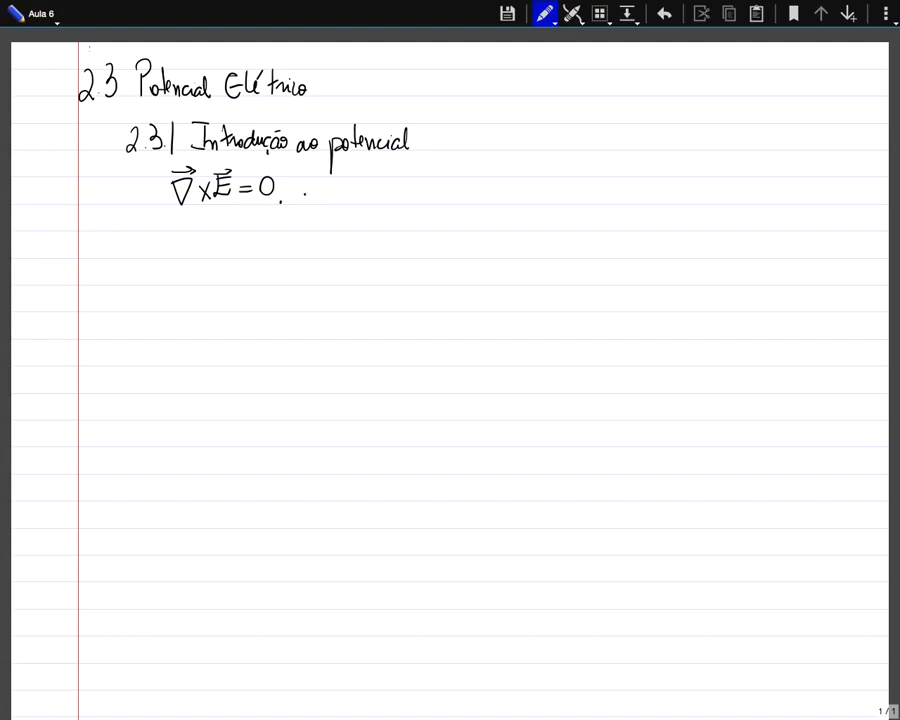 Aula 6
2.3 Potencial Elétrico
2.3.1 Introdução ao potencial
∇⃗ x E⃗ = 0.
1 / 1